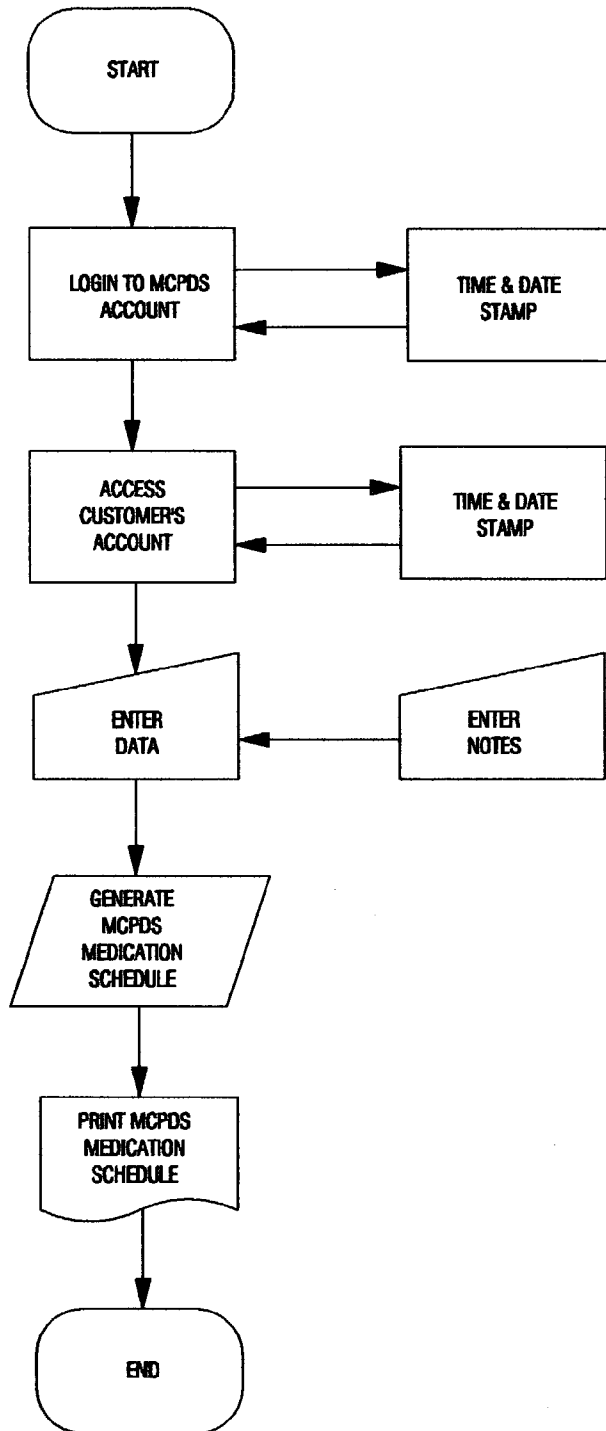 START
LOGIN TO MCPDS
ACCOUNT
TIME & DATE
STAMP
ACCESS
CUSTOMER'S
ACCOUNT
TIME & DATE
STAMP
ENTER
DATA
ENTER
NOTES
GENERATE
MCPDS
MEDICATION
SCHEDULE
PRINT MCPDS
MEDICATION
SCHEDULE
END